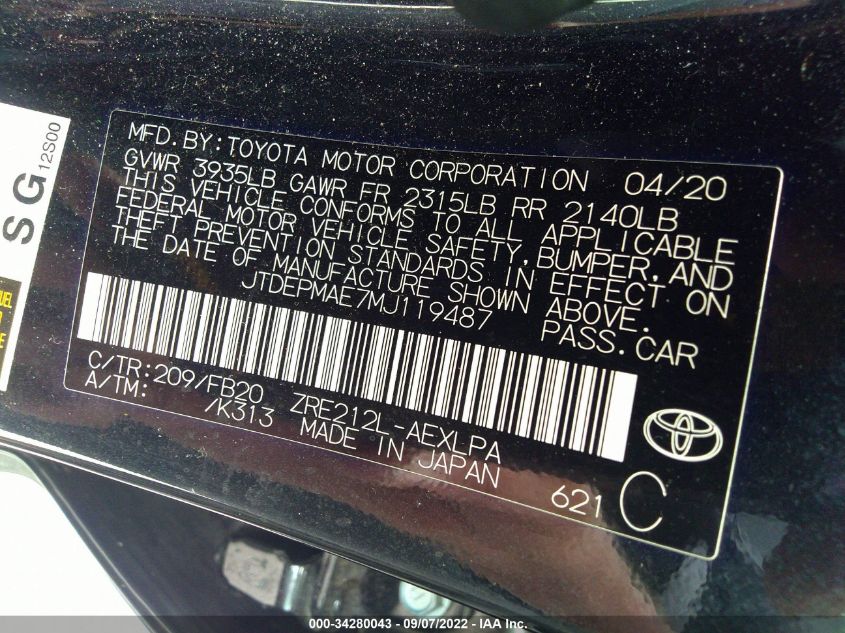 SG
12S00
UEL
MFD.BY:TOYOTA MOTOR CORPORATION 04/20
GVWR 3935LB GAWR FR 2315LB RR 2140LB
THIS VEHICLE CONFORMS TO ALL APPLICABLE
FEDERAL MOTOR VEHICLE SAFETY,BUMPER,AND
THEFT PREVENTION STANDARDS IN EFFECT ON
THE DATE OF MANUFACTURE SHOWN ABOVE.
JTDEPMAE7MJ119487 PASS.CAR
C/TR:209/FB20 ZRE212L-AEXLPA
A/TM: /K313 MADE IN JAPAN
621 C
000-34280043 - 09/07/2022 - IAA Inc.